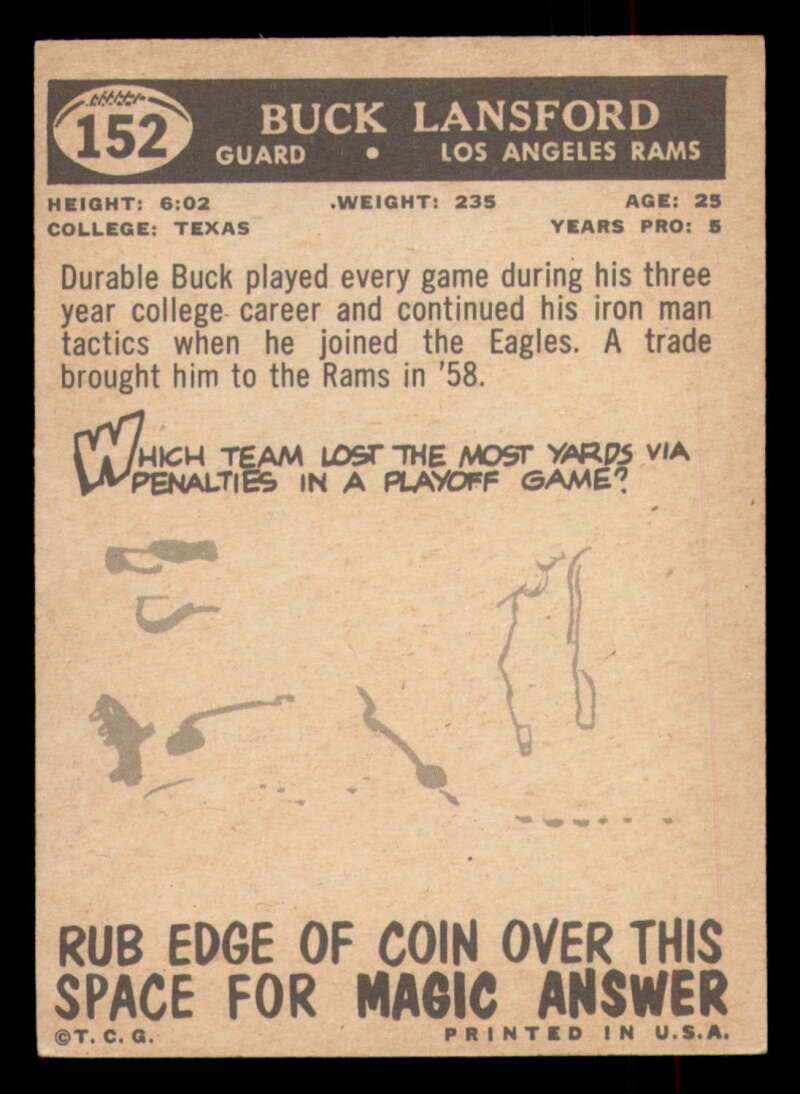 152
BUCK LANSFORD
GUARD • LOS ANGELES RAMS
HEIGHT: 6:02 .WEIGHT: 235 AGE: 25
COLLEGE: TEXAS YEARS PRO: 5
Durable Buck played every game during his three
year college career and continued his iron man
tactics when he joined the Eagles. A trade
brought him to the Rams in '58.
WHICH TEAM LOST THE MOST YARDS VIA
PENALTIES IN A PLAYOFF GAME?
RUB EDGE OF COIN OVER THIS
SPACE FOR MAGIC ANSWER
©T. C. G. PRINTED IN U.S.A.